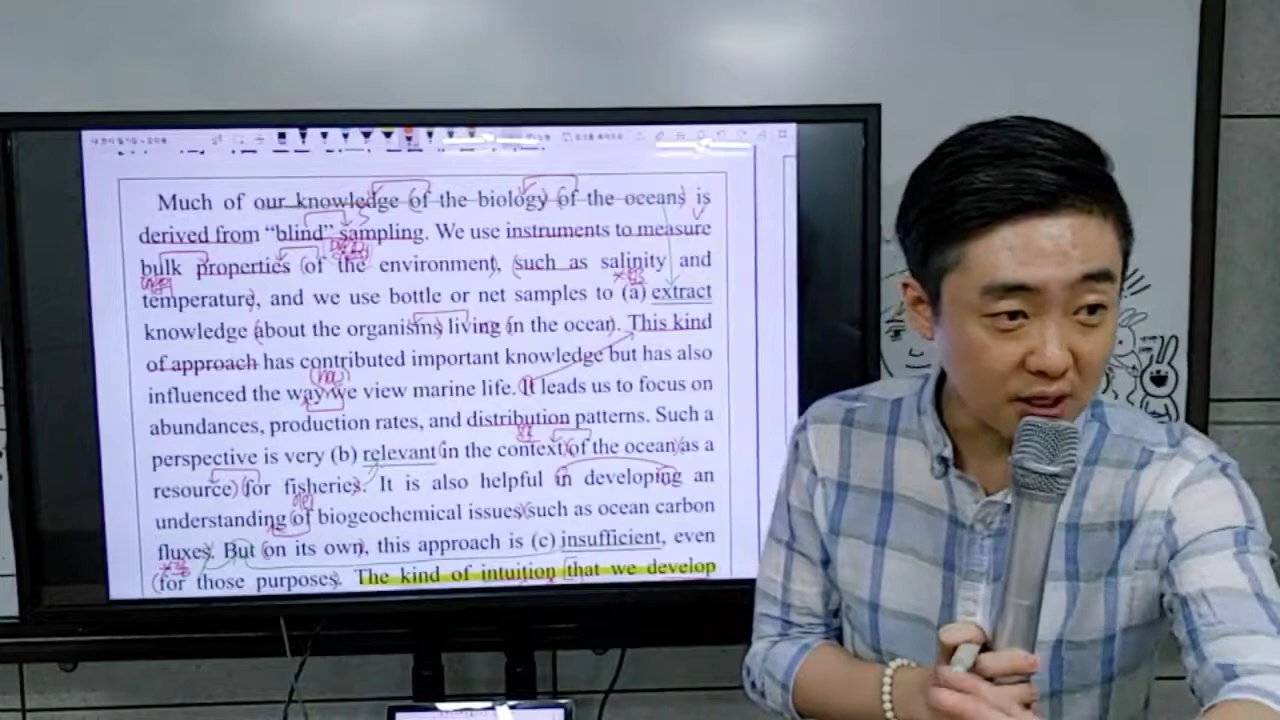 Much of our knowledge of the biology of the oceans is
derived from “blind” sampling. We use instruments to measure
bulk properties of the environment, such as salinity and
temperature, and we use bottle or net samples to (a) extract
knowledge about the organisms living in the ocean. This kind
of approach has contributed important knowledge but has also
influenced the way we view marine life. It leads us to focus on
abundances, production rates, and distribution patterns. Such a
perspective is very (b) relevant in the context of the ocean as a
resource for fisheries. It is also helpful in developing an
understanding of biogeochemical issues such as ocean carbon
fluxes. But on its own, this approach is (c) insufficient, even
for those purposes. The kind of intuition that we develop